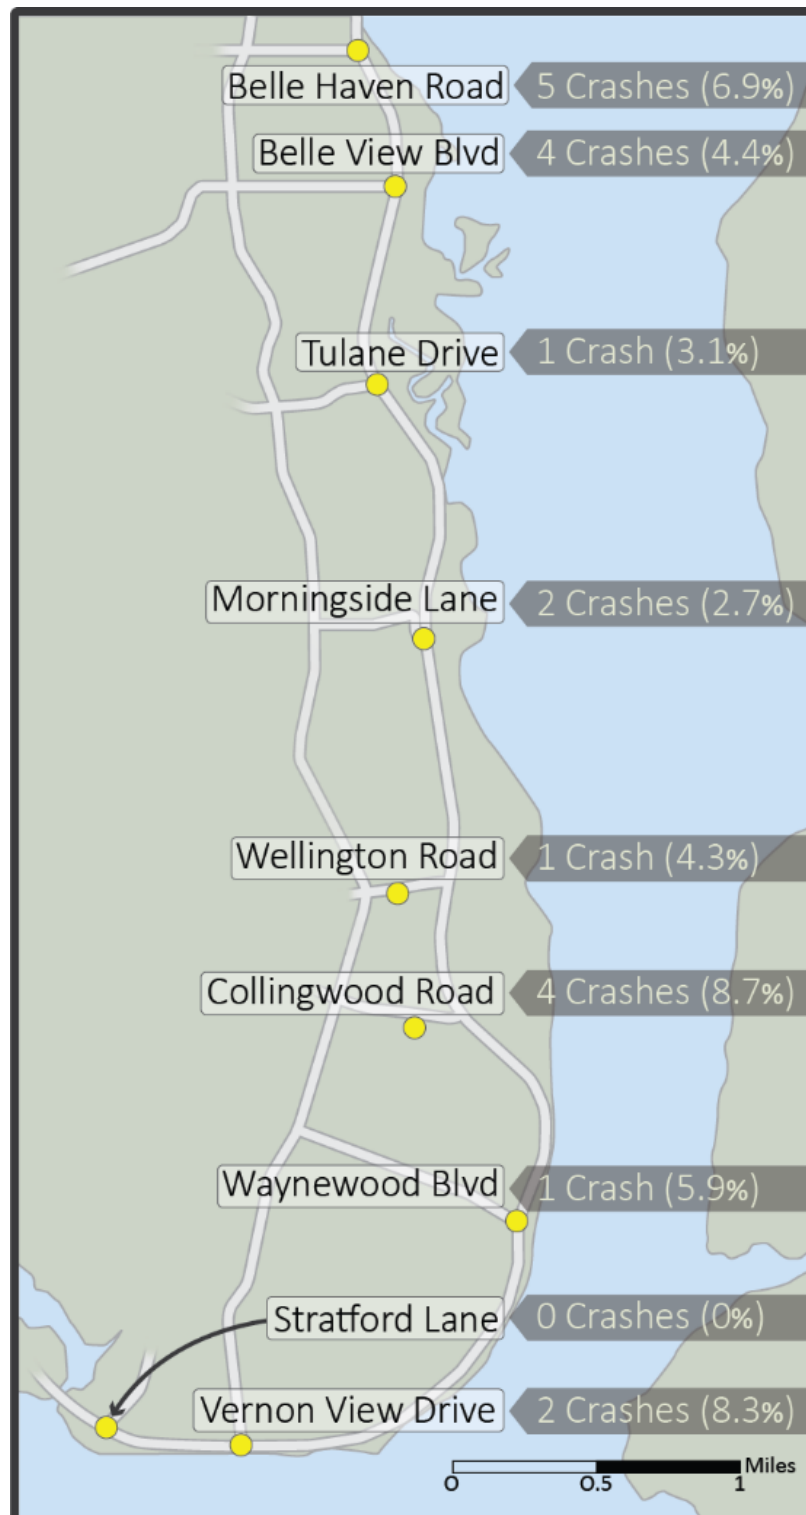 Belle Haven Road 5 Crashes (6.9%)
Belle View Blvd 4 Crashes (4.4%)
Tulane Drive 1 Crash (3.1%)
Morningside Lane 2 Crashes (2.7%)
Wellington Road 1 Crash (4.3%)
Collingwood Road 4 Crashes (8.7%)
Waynewood Blvd 1 Crash (5.9%)
Stratford Lane 0 Crashes (0%)
Vernon View Drive 2 Crashes (8.3%)
Miles
0 0.5 1